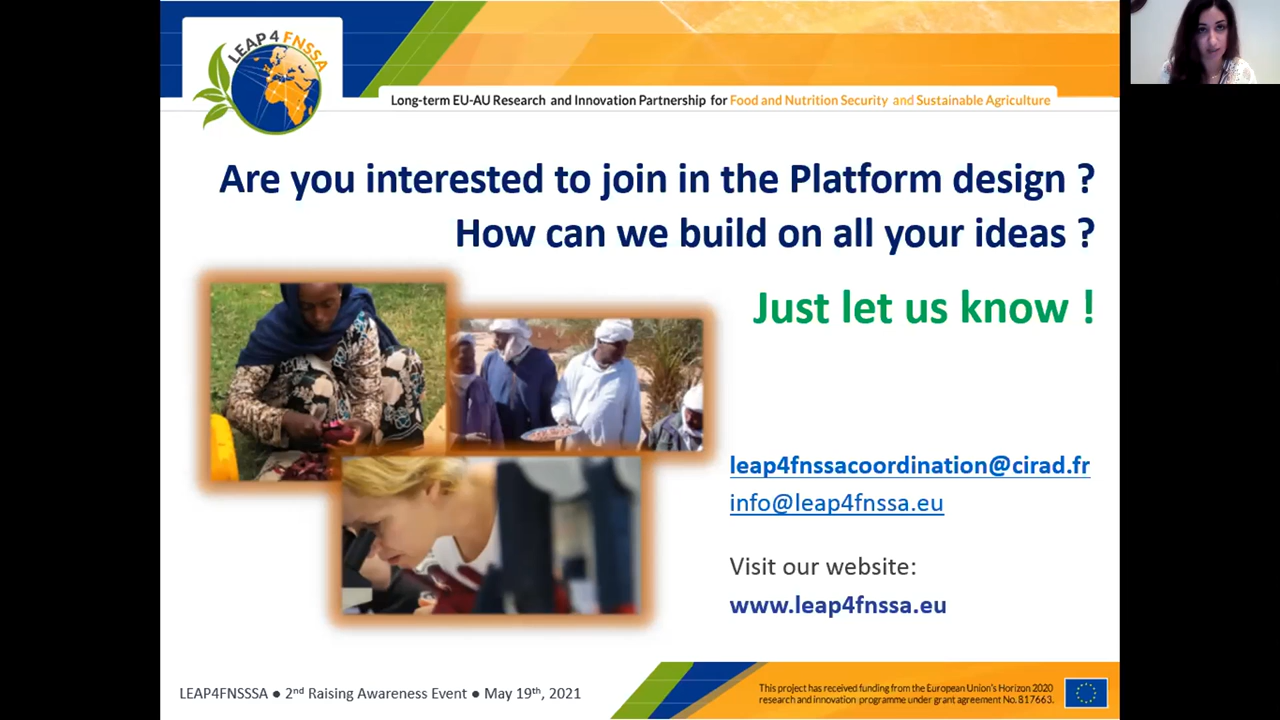 LEAP 4 FNSSA
Long-term EU-AU Research and Innovation Partnership for Food and Nutrition Security and Sustainable Agriculture
Are you interested to join in the Platform design ?
How can we build on all your ideas ?
Just let us know !
leap4fnssacoordination@cirad.fr
info@leap4fnssa.eu
Visit our website:
www.leap4fnssa.eu
LEAP4FNSSSA ● 2nd Raising Awareness Event ● May 19th, 2021
This project has received funding from the European Union's Horizon 2020
research and innovation programme under grant agreement No. 817663.